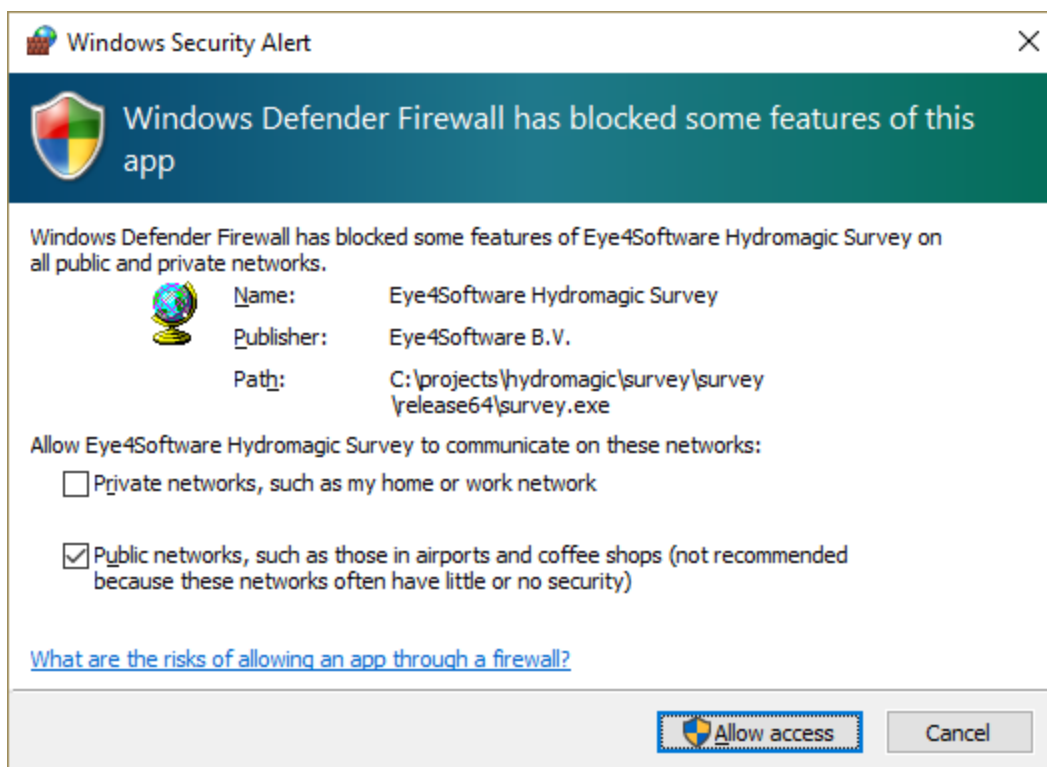 Windows Security Alert
Windows Defender Firewall has blocked some features of this
app
Windows Defender Firewall has blocked some features of Eye4Software Hydromagic Survey on
all public and private networks.
Name: Eye4Software Hydromagic Survey
Publisher: Eye4Software B.V.
Path: C:\projects\hydromagic\survey\survey
\release64\survey.exe
Allow Eye4Software Hydromagic Survey to communicate on these networks:
Private networks, such as my home or work network
Public networks, such as those in airports and coffee shops (not recommended
because these networks often have little or no security)
What are the risks of allowing an app through a firewall?
Allow access Cancel